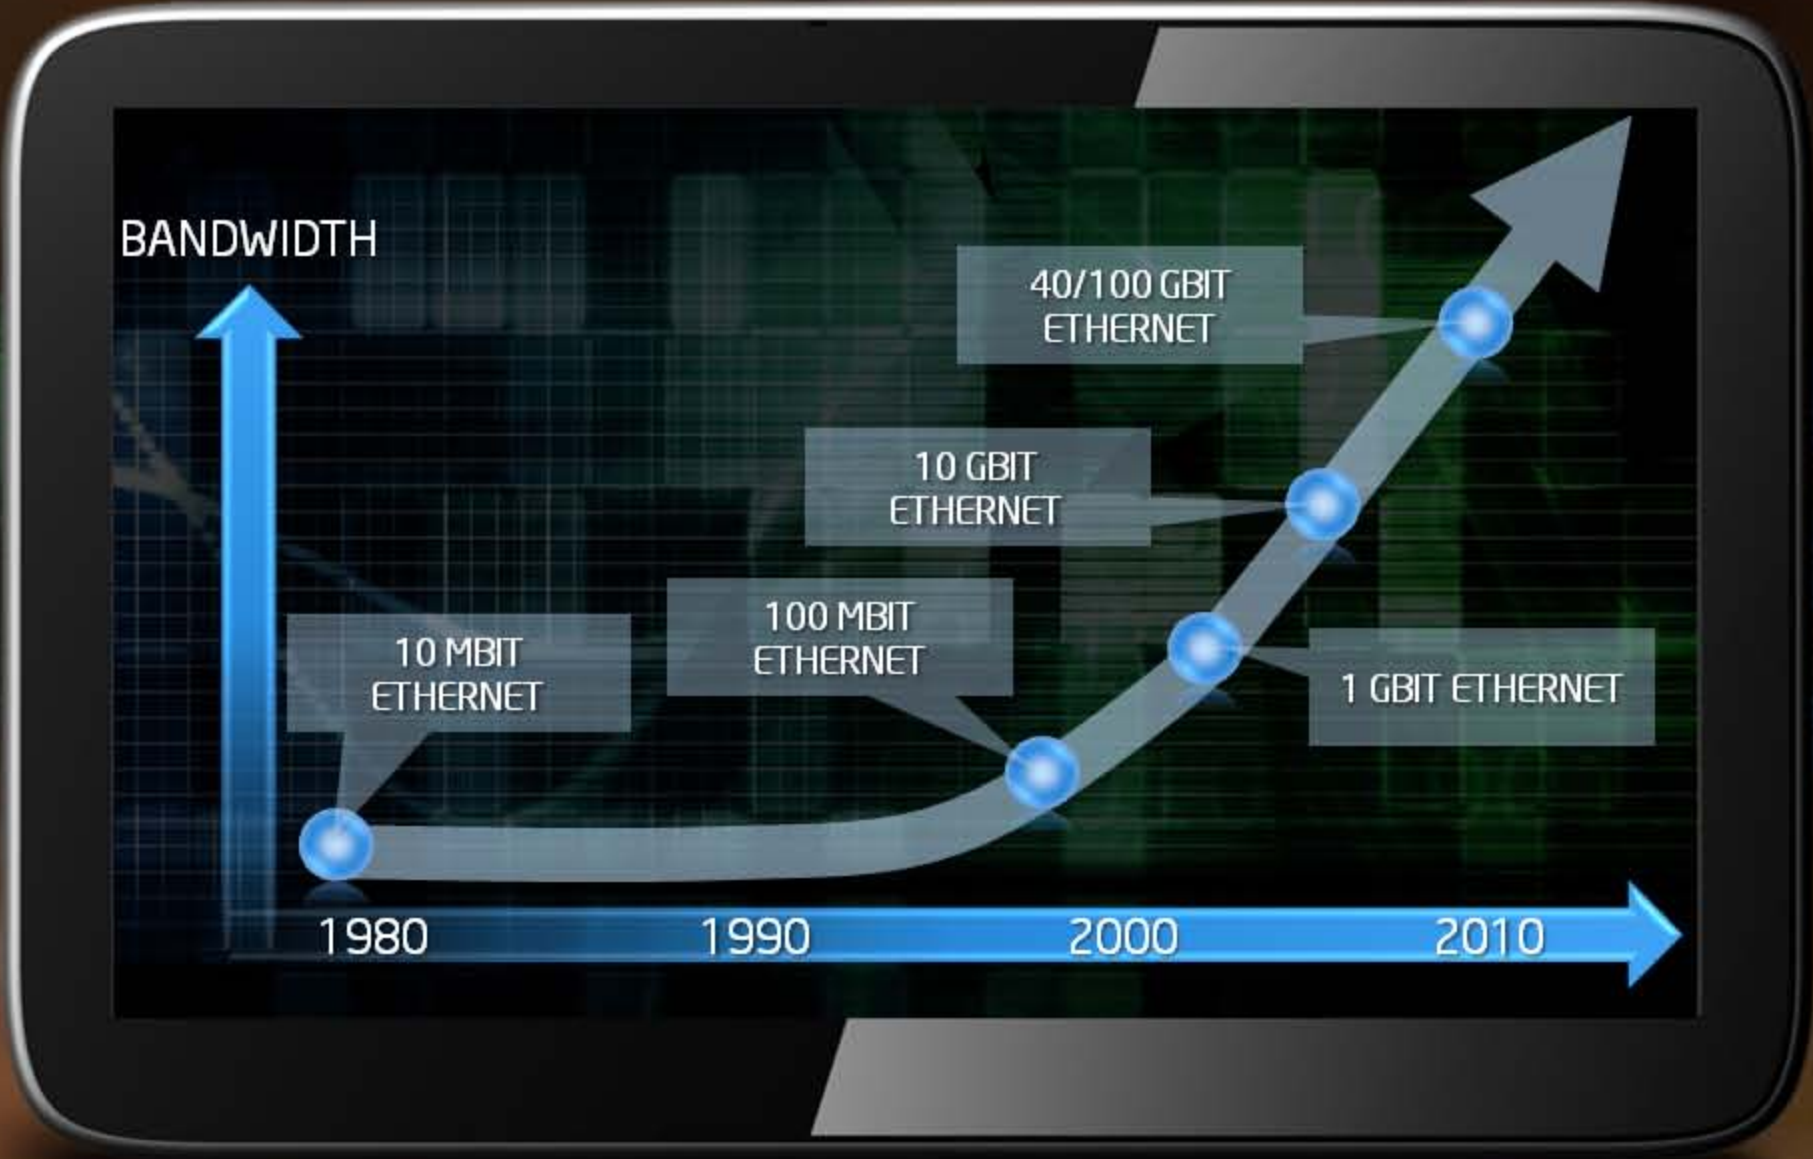 BANDWIDTH
40/100 GBIT
ETHERNET
10 GBIT
ETHERNET
100 MBIT
ETHERNET
10 MBIT
ETHERNET
1 GBIT ETHERNET
1980
1990
2000
2010